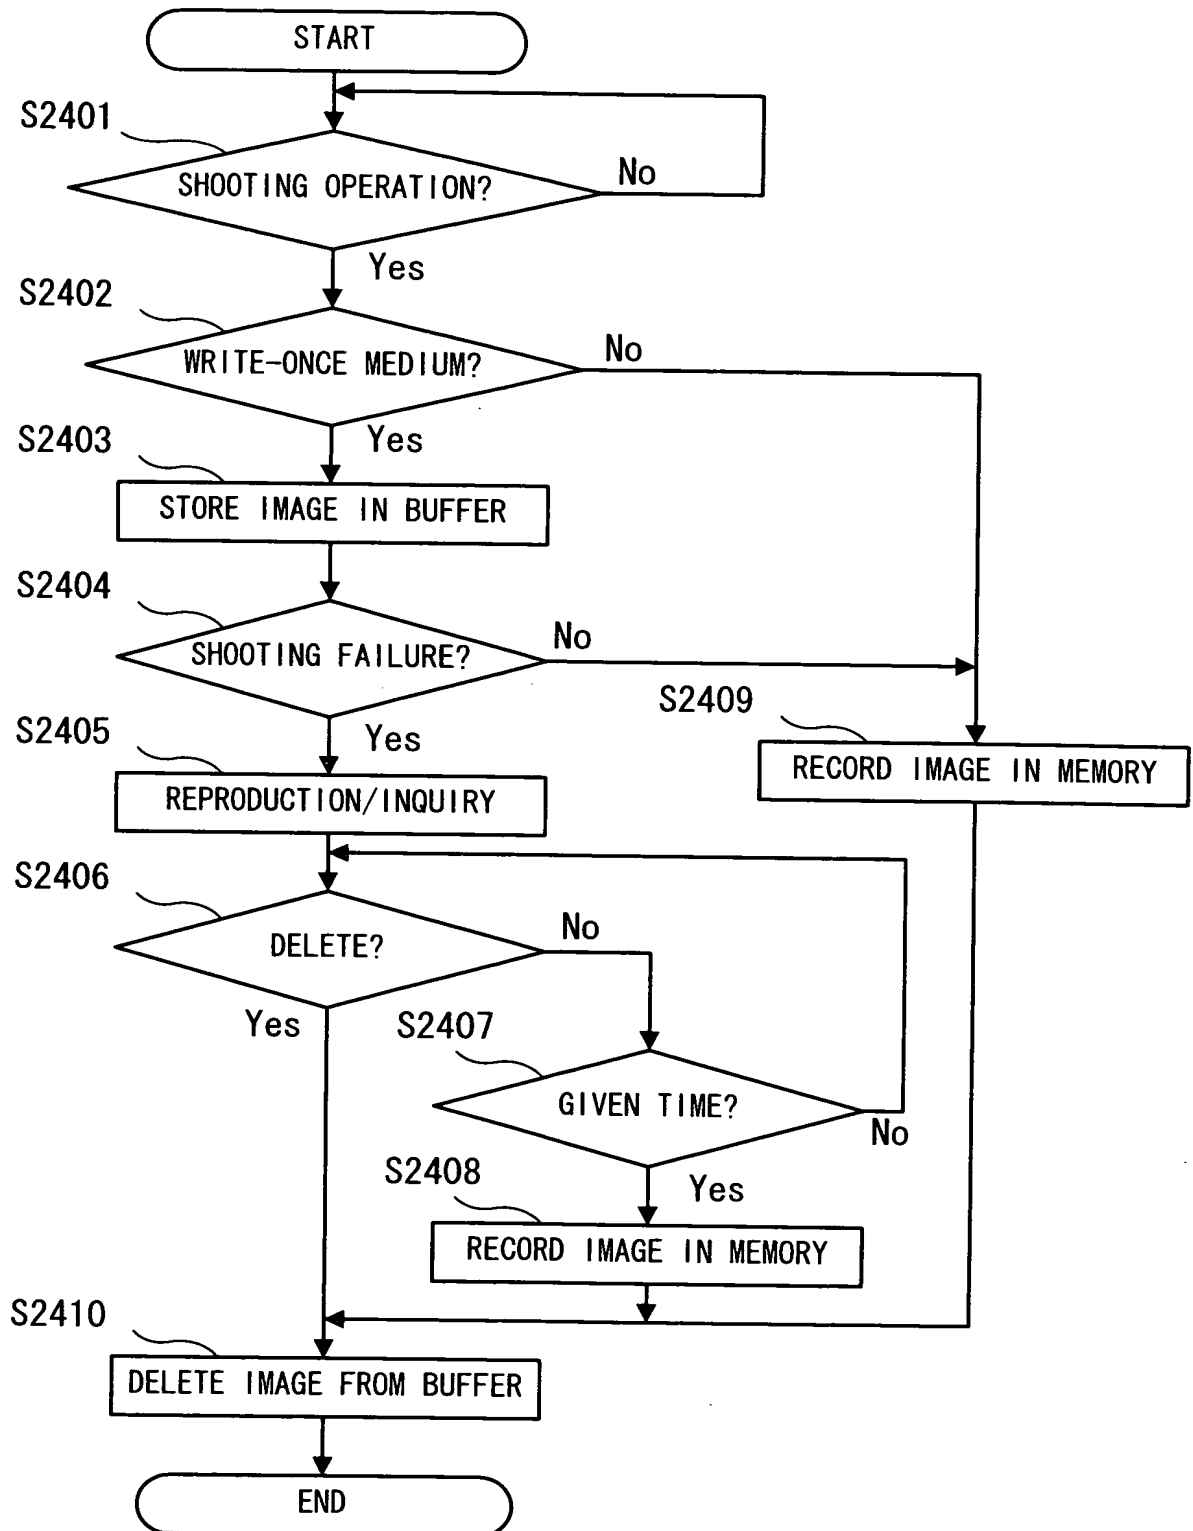 START
S2401
SHOOTING OPERATION?
No
Yes
S2402
WRITE-ONCE MEDIUM?
No
Yes
S2403
STORE IMAGE IN BUFFER
S2404
SHOOTING FAILURE?
No
Yes
S2409
RECORD IMAGE IN MEMORY
S2405
REPRODUCTION/INQUIRY
S2406
DELETE?
No
Yes
S2407
GIVEN TIME?
No
Yes
S2408
RECORD IMAGE IN MEMORY
S2410
DELETE IMAGE FROM BUFFER
END